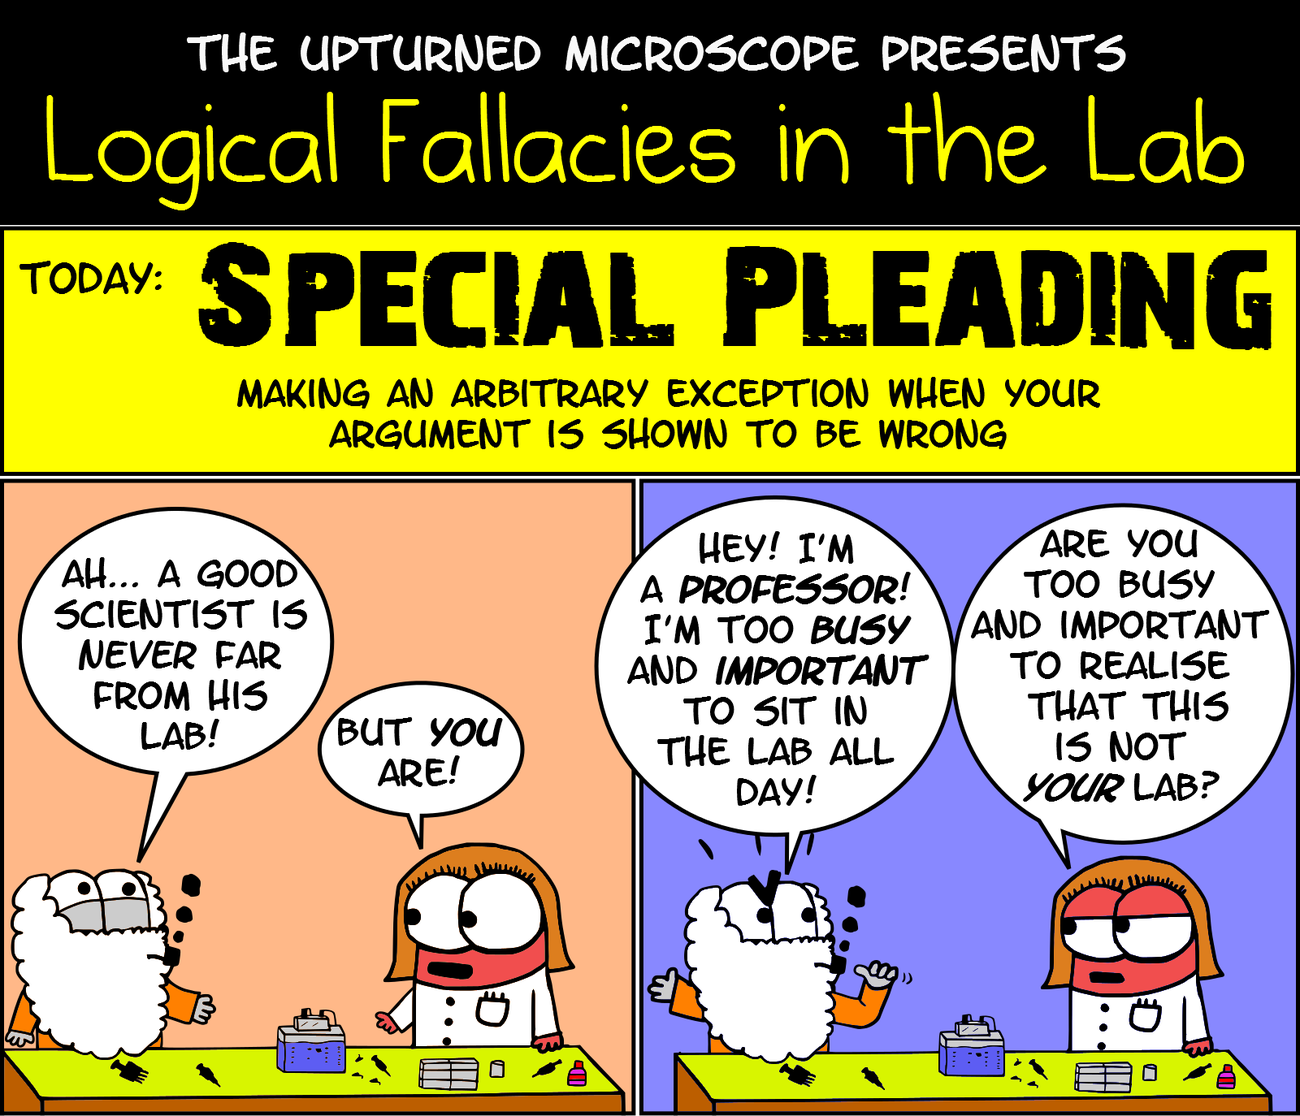 THE UPTURNED MICROSCOPE PRESENTS
Logical Fallacies in the Lab
TODAY: SPECIAL PLEADING
MAKING AN ARBITRARY EXCEPTION WHEN YOUR
ARGUMENT IS SHOWN TO BE WRONG
AH... A GOOD
SCIENTIST IS
NEVER FAR
FROM HIS
LAB!
BUT YOU
ARE!
HEY! I'M
A PROFESSOR!
I'M TOO BUSY
AND IMPORTANT
TO SIT IN
THE LAB ALL
DAY!
ARE YOU
TOO BUSY
AND IMPORTANT
TO REALISE
THAT THIS
IS NOT
YOUR LAB?